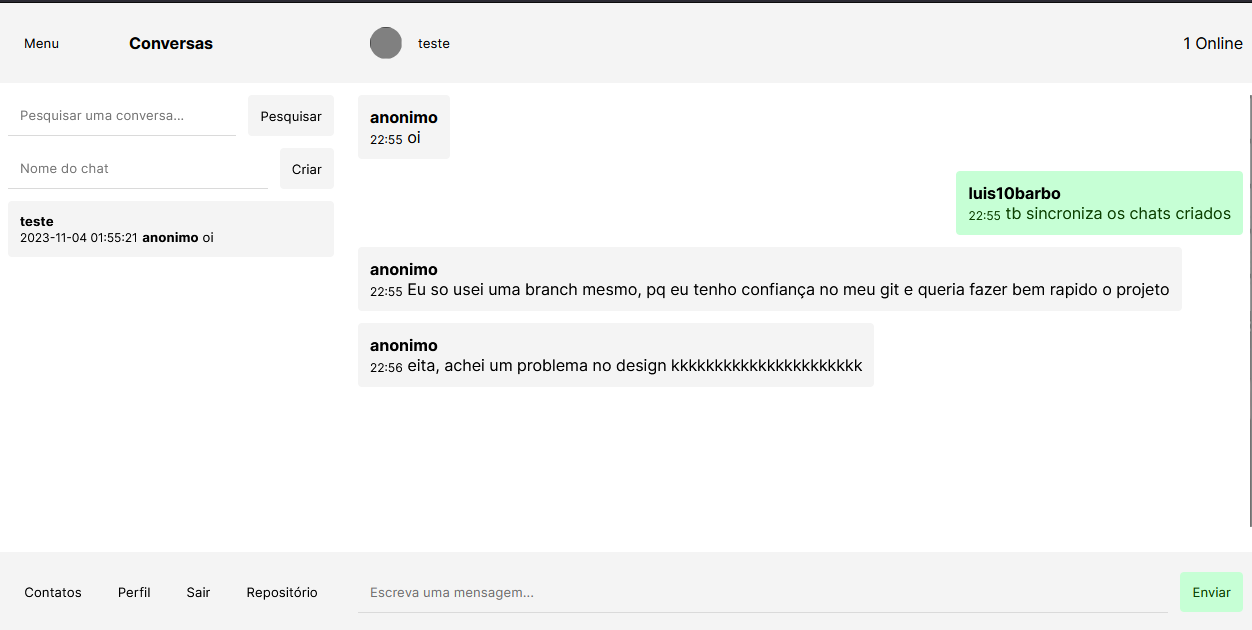 Menu
Conversas
teste
1 Online
Pesquisar uma conversa...
Pesquisar
Nome do chat
Criar
teste
2023-11-04 01:55:21 anonimo oi
anonimo
22:55 oi
luis10barbo
22:55 tb sincroniza os chats criados
anonimo
22:55 Eu so usei uma branch mesmo, pq eu tenho confiança no meu git e queria fazer bem rapido o projeto
anonimo
22:56 eita, achei um problema no design kkkkkkkkkkkkkkkkkkkkkk
Contatos
Perfil
Sair
Repositório
Escreva uma mensagem...
Enviar